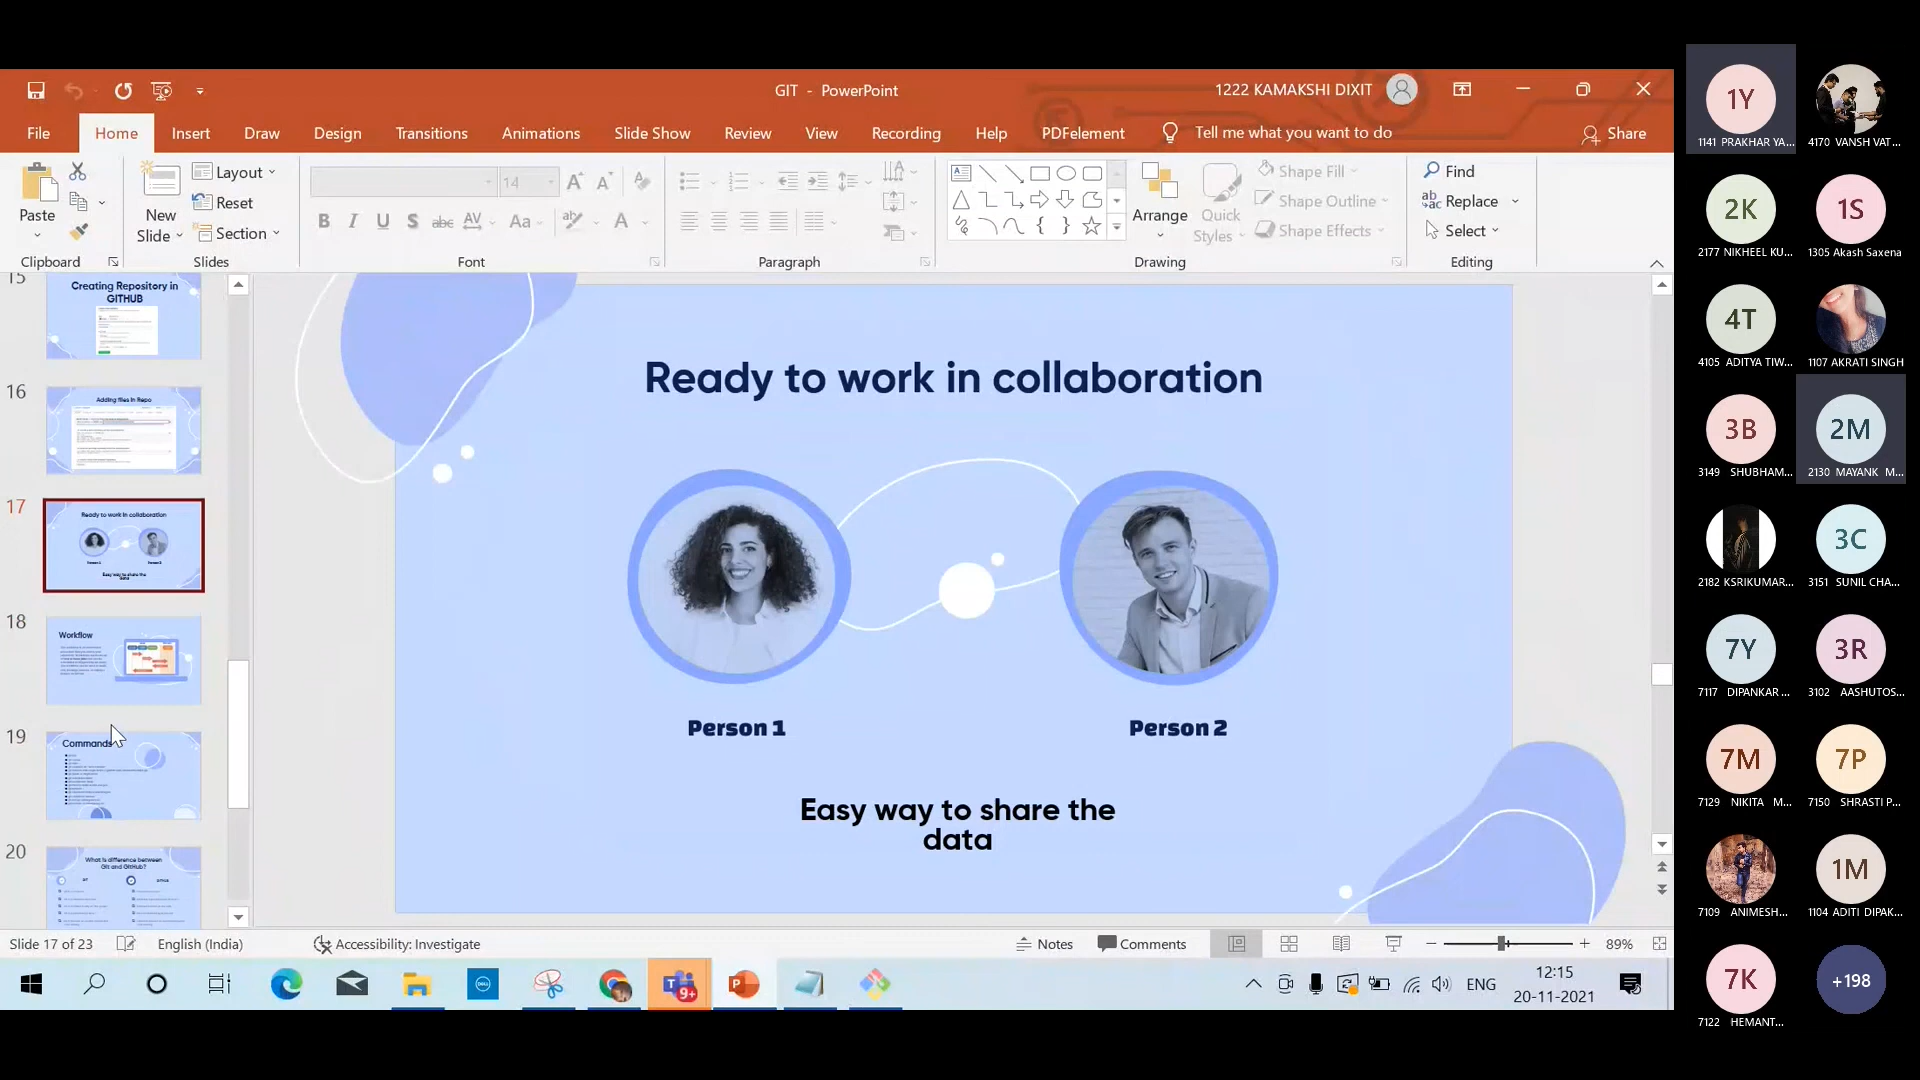 GIT - PowerPoint
1222 KAMAKSHI DIXIT
File Home Insert Draw Design Transitions Animations Slide Show Review View Recording Help PDFelement Tell me what you want to do Share
Paste
Clipboard
New
Slide
Layout
Reset
Section
Slides
14
Font
Paragraph
Arrange
Quick
Styles
Shape Fill
Shape Outline
Shape Effects
Drawing
Find
Replace
Select
Editing
15
Creating Repository in
GITHUB
16
Adding files in Repo
17
Ready to work in collaboration
Easy way to share the
data
18
Workflow
19
Commands
20
What is difference between
Git and GitHub?
Ready to work in collaboration
Person 1
Person 2
Easy way to share the
data
Slide 17 of 23
English (India)
Accessibility: Investigate
Notes
Comments
89%
9+
ENG
12:15
20-11-2021
1Y
1141 PRAKHAR YA...
4170 VANSH VAT...
2K
2177 NIKHEEL KU...
1S
1305 Akash Saxena
4T
4105 ADITYA TIW...
1107 AKRATI SINGH
3B
3149 SHUBHAM...
2M
2130 MAYANK M...
2182 KSRIKUMAR...
3C
3151 SUNIL CHA...
7Y
7117 DIPANKAR ...
3R
3102 AASHUTOS...
7M
7129 NIKITA M...
7P
7150 SHRASTI P...
7109 ANIMESH...
1M
1104 ADITI DIPAK...
7K
7122 HEMANT...
+198